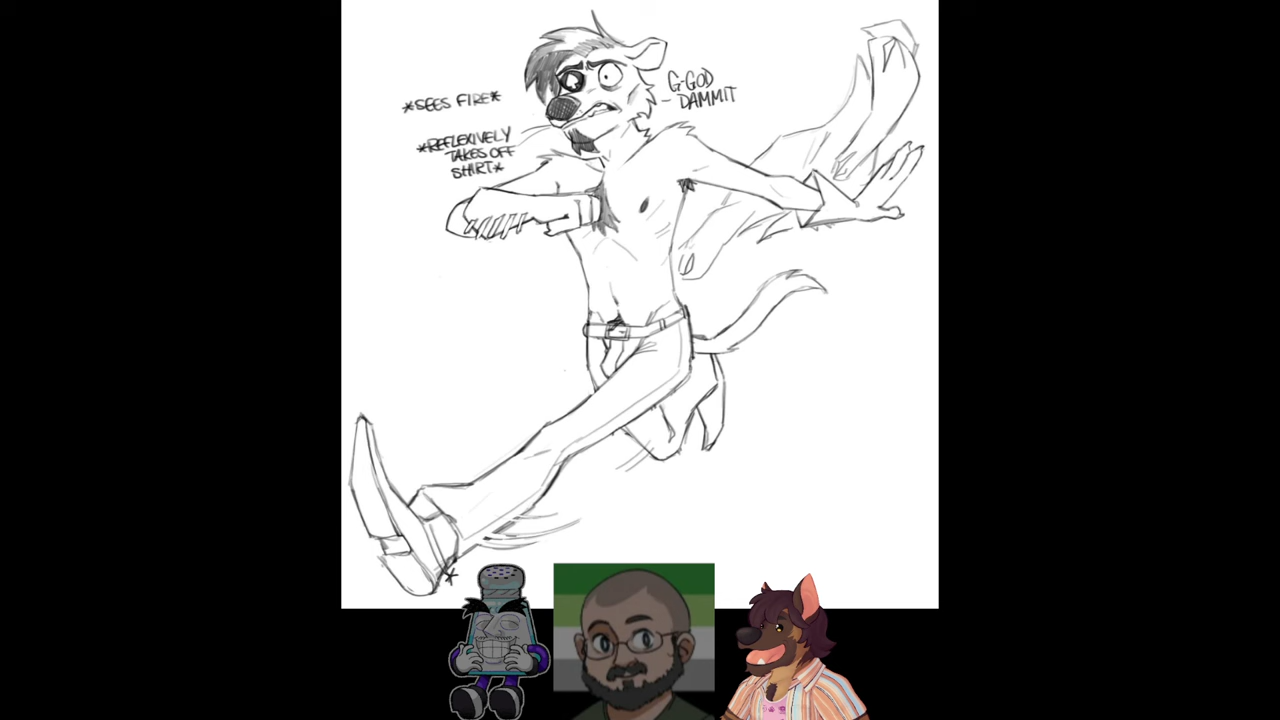 *SEES FIRE*
*REFLEXIVELY
TAKES OFF
SHIRT*
G-GOD
DAMMIT